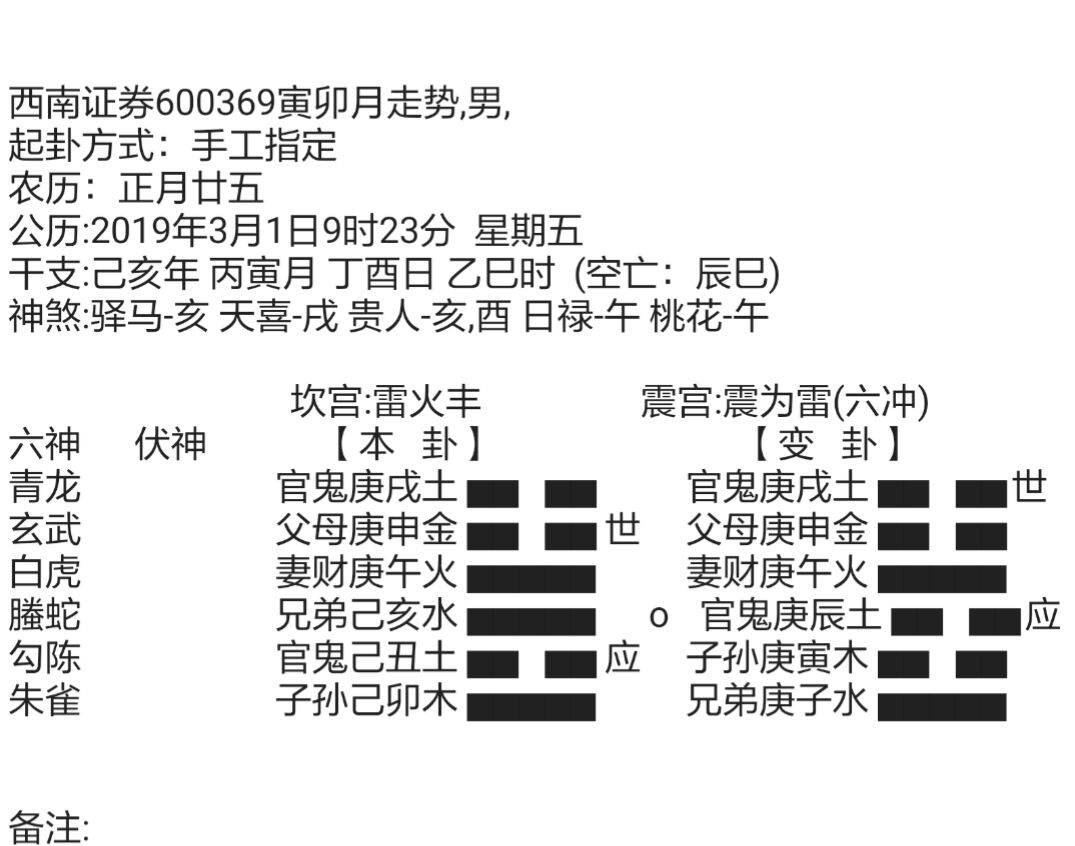 西南证券600369寅卯月走势,男,
起卦方式：手工指定
农历：正月廿五
公历:2019年3月1日9时23分 星期五
干支:己亥年 丙寅月 丁酉日 乙巳时 (空亡：辰巳)
神煞:驿马-亥 天喜-戌 贵人-亥,酉 日禄-午 桃花-午
坎宫:雷火丰 震宫:震为雷(六冲)
六神 伏神 【 本 卦 】 【 变 卦 】
青龙 官鬼庚戌土 官鬼庚戌土 世
玄武 父母庚申金 世 父母庚申金
白虎 妻财庚午火 妻财庚午火
螣蛇 兄弟己亥水 o 官鬼庚辰土 应
勾陈 官鬼己丑土 应 子孙庚寅木
朱雀 子孙己卯木 兄弟庚子水
备注: